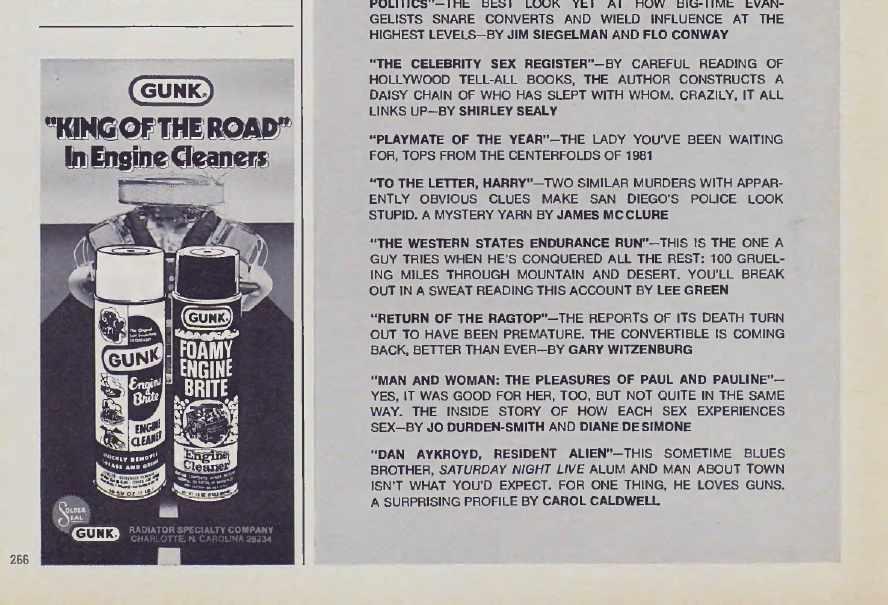 GUNK
"KING OF THE ROAD"
In Engine Cleaners
GUNK
Engine
Brite
ENGINE
CLEANER
GUNK
FOAMY
ENGINE
BRITE
Engine
Cleaner
SOLDER
SEAL
GUNK
RADIATOR SPECIALTY COMPANY
CHARLOTTE, N. CAROLINA 28234
266
POLITICS"—THE BEST LOOK YET AT HOW BIG-TIME EVAN-
GELISTS SNARE CONVERTS AND WIELD INFLUENCE AT THE
HIGHEST LEVELS—BY JIM SIEGELMAN AND FLO CONWAY
"THE CELEBRITY SEX REGISTER"—BY CAREFUL READING OF
HOLLYWOOD TELL-ALL BOOKS, THE AUTHOR CONSTRUCTS A
DAISY CHAIN OF WHO HAS SLEPT WITH WHOM. CRAZILY, IT ALL
LINKS UP—BY SHIRLEY SEALY
"PLAYMATE OF THE YEAR"—THE LADY YOU'VE BEEN WAITING
FOR, TOPS FROM THE CENTERFOLDS OF 1981
"TO THE LETTER, HARRY"—TWO SIMILAR MURDERS WITH APPAR-
ENTLY OBVIOUS CLUES MAKE SAN DIEGO'S POLICE LOOK
STUPID. A MYSTERY YARN BY JAMES MC CLURE
"THE WESTERN STATES ENDURANCE RUN"—THIS IS THE ONE A
GUY TRIES WHEN HE'S CONQUERED ALL THE REST: 100 GRUEL-
ING MILES THROUGH MOUNTAIN AND DESERT. YOU'LL BREAK
OUT IN A SWEAT READING THIS ACCOUNT BY LEE GREEN
"RETURN OF THE RAGTOP"—THE REPORTS OF ITS DEATH TURN
OUT TO HAVE BEEN PREMATURE. THE CONVERTIBLE IS COMING
BACK, BETTER THAN EVER—BY GARY WITZENBURG
"MAN AND WOMAN: THE PLEASURES OF PAUL AND PAULINE"—
YES, IT WAS GOOD FOR HER, TOO, BUT NOT QUITE IN THE SAME
WAY. THE INSIDE STORY OF HOW EACH SEX EXPERIENCES
SEX—BY JO DURDEN-SMITH AND DIANE DE SIMONE
"DAN AYKROYD, RESIDENT ALIEN"—THIS SOMETIME BLUES
BROTHER, SATURDAY NIGHT LIVE ALUM AND MAN ABOUT TOWN
ISN'T WHAT YOU'D EXPECT. FOR ONE THING, HE LOVES GUNS.
A SURPRISING PROFILE BY CAROL CALDWELL